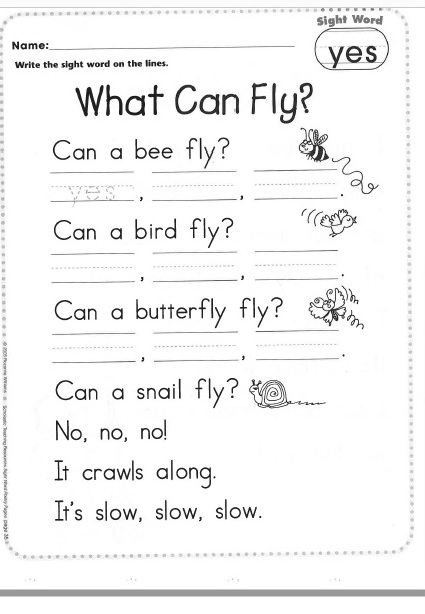 Sight Word
Name:
yes
Write the sight word on the lines.
What Can Fly?
Can a bee fly?
yes, , .
Can a bird fly?
, , .
Can a butterfly fly?
, , .
Can a snail fly?
No, no, no!
It crawls along.
It's slow, slow, slow.